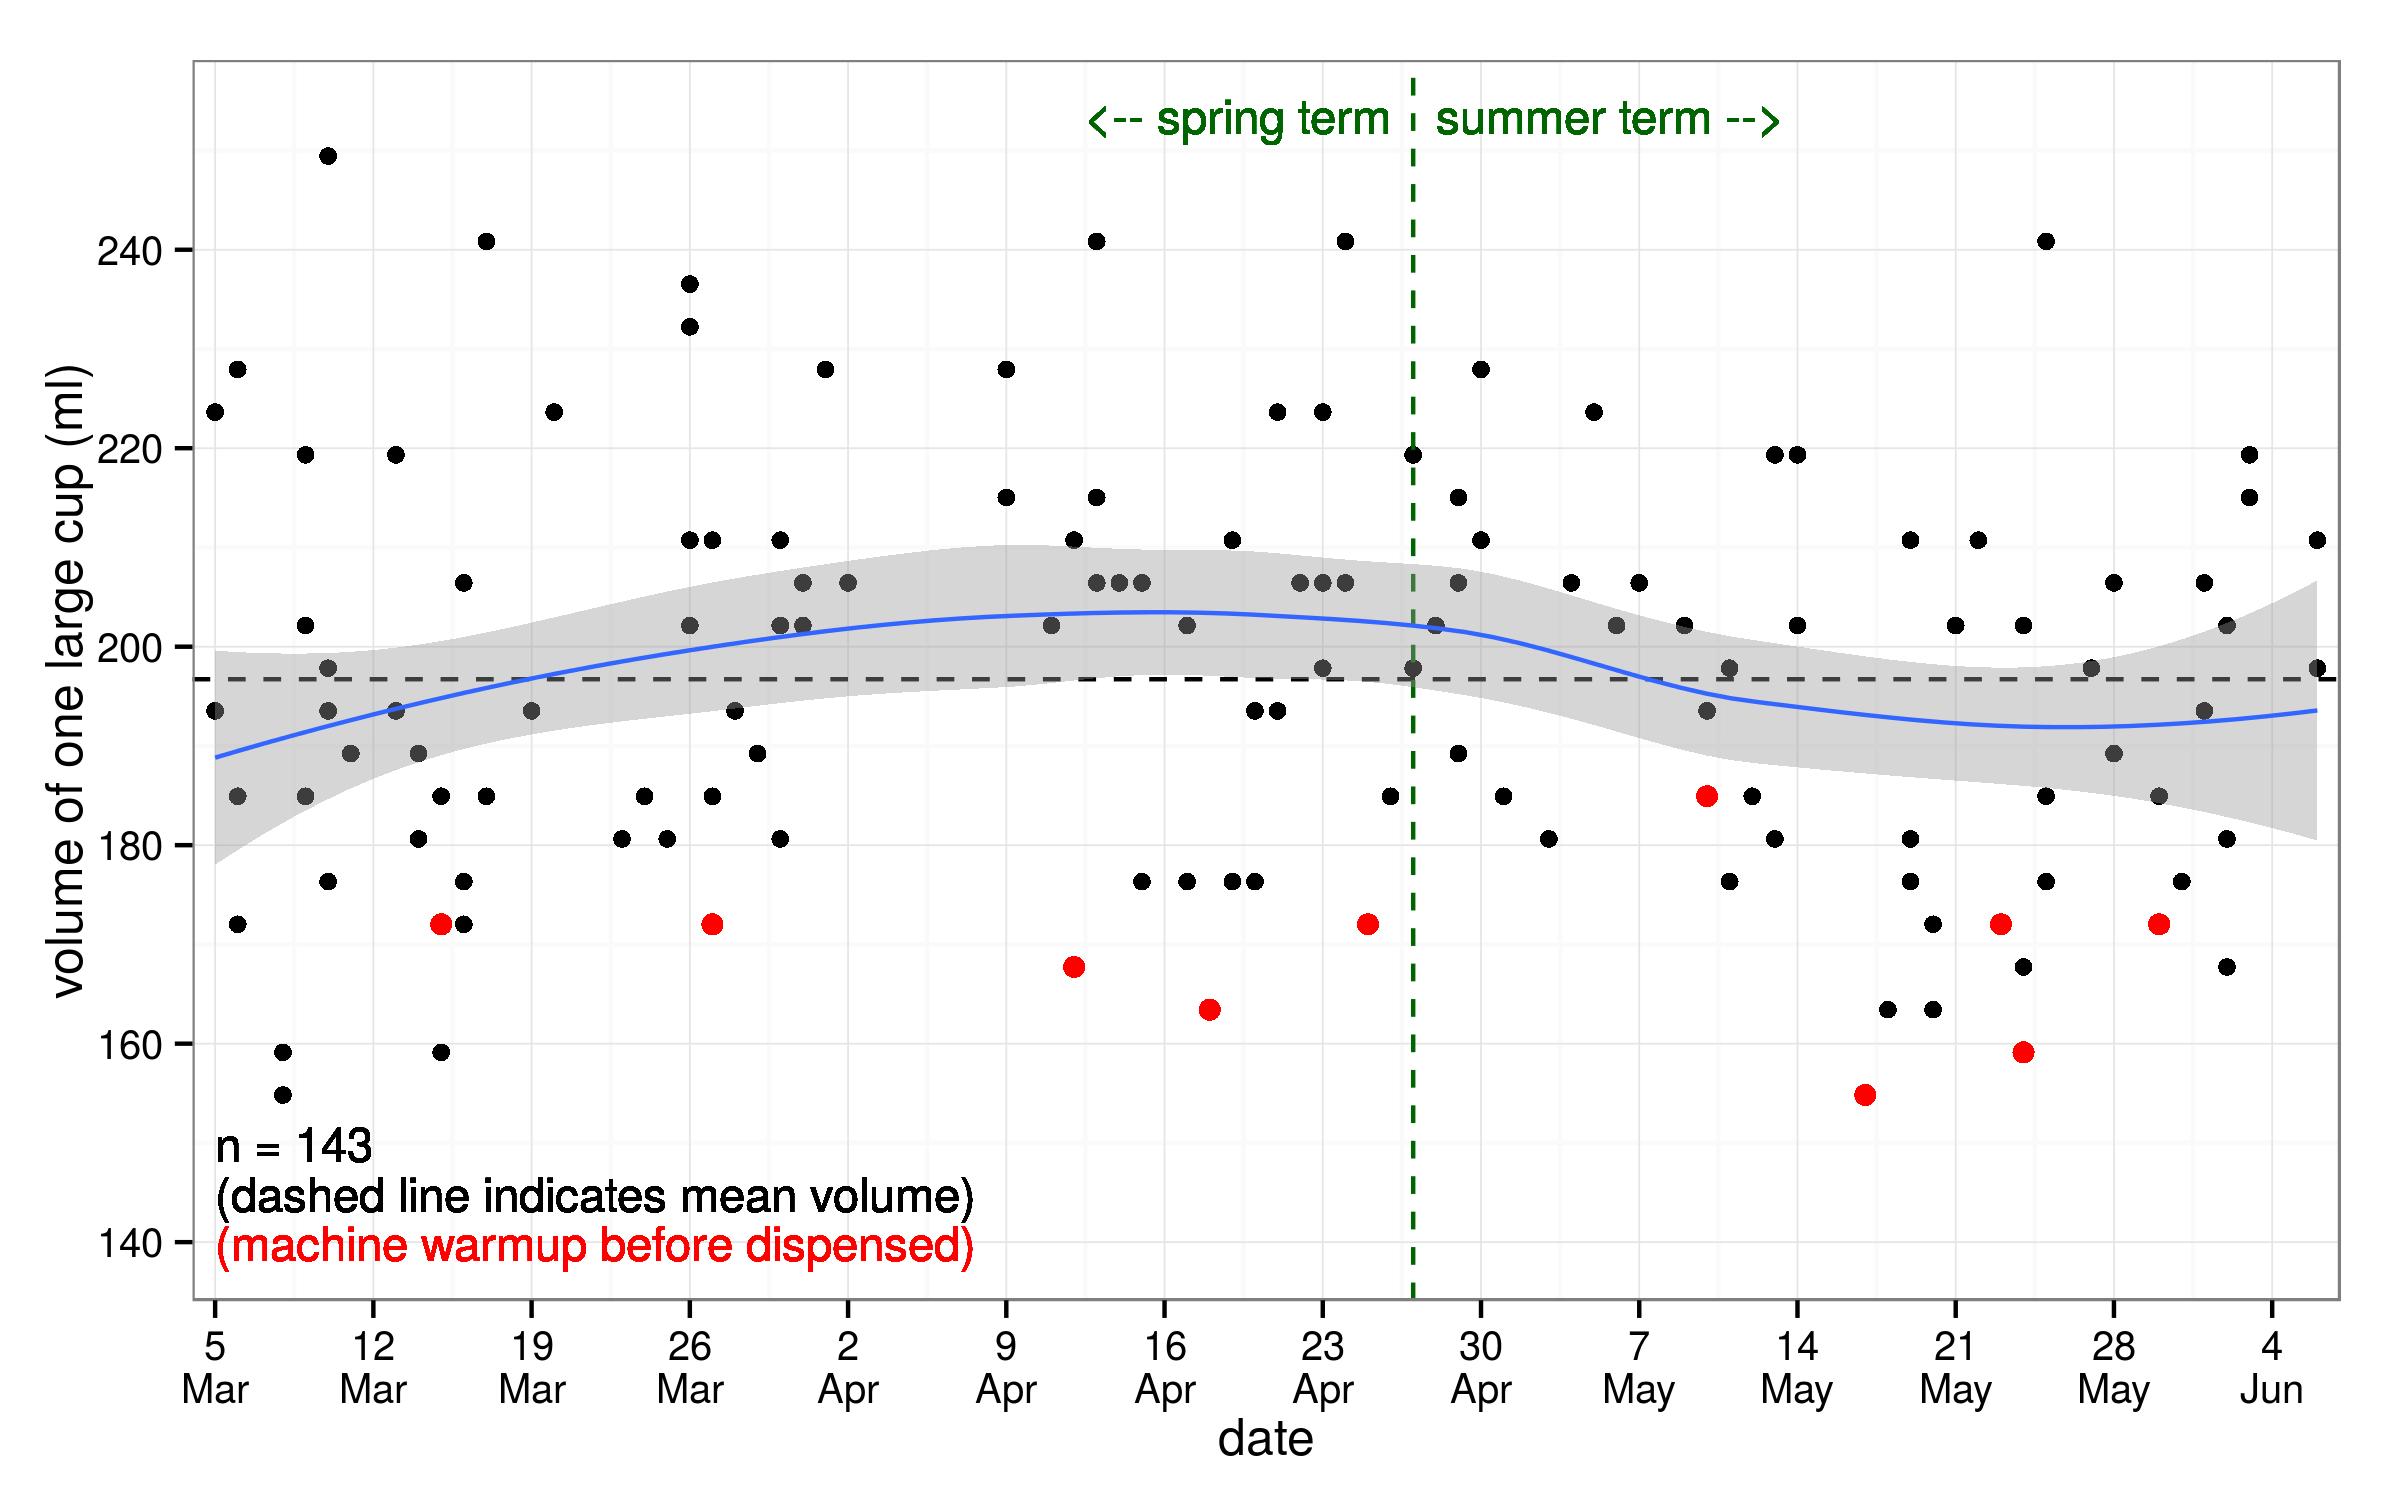 <-- spring term summer term -->
volume of one large cup (ml)
240
220
200
180
160
140
n = 143
(dashed line indicates mean volume)
(machine warmup before dispensed)
5 12 19 26 2 9 16 23 30 7 14 21 28 4
Mar Mar Mar Mar Apr Apr Apr Apr Apr May May May May Jun
date